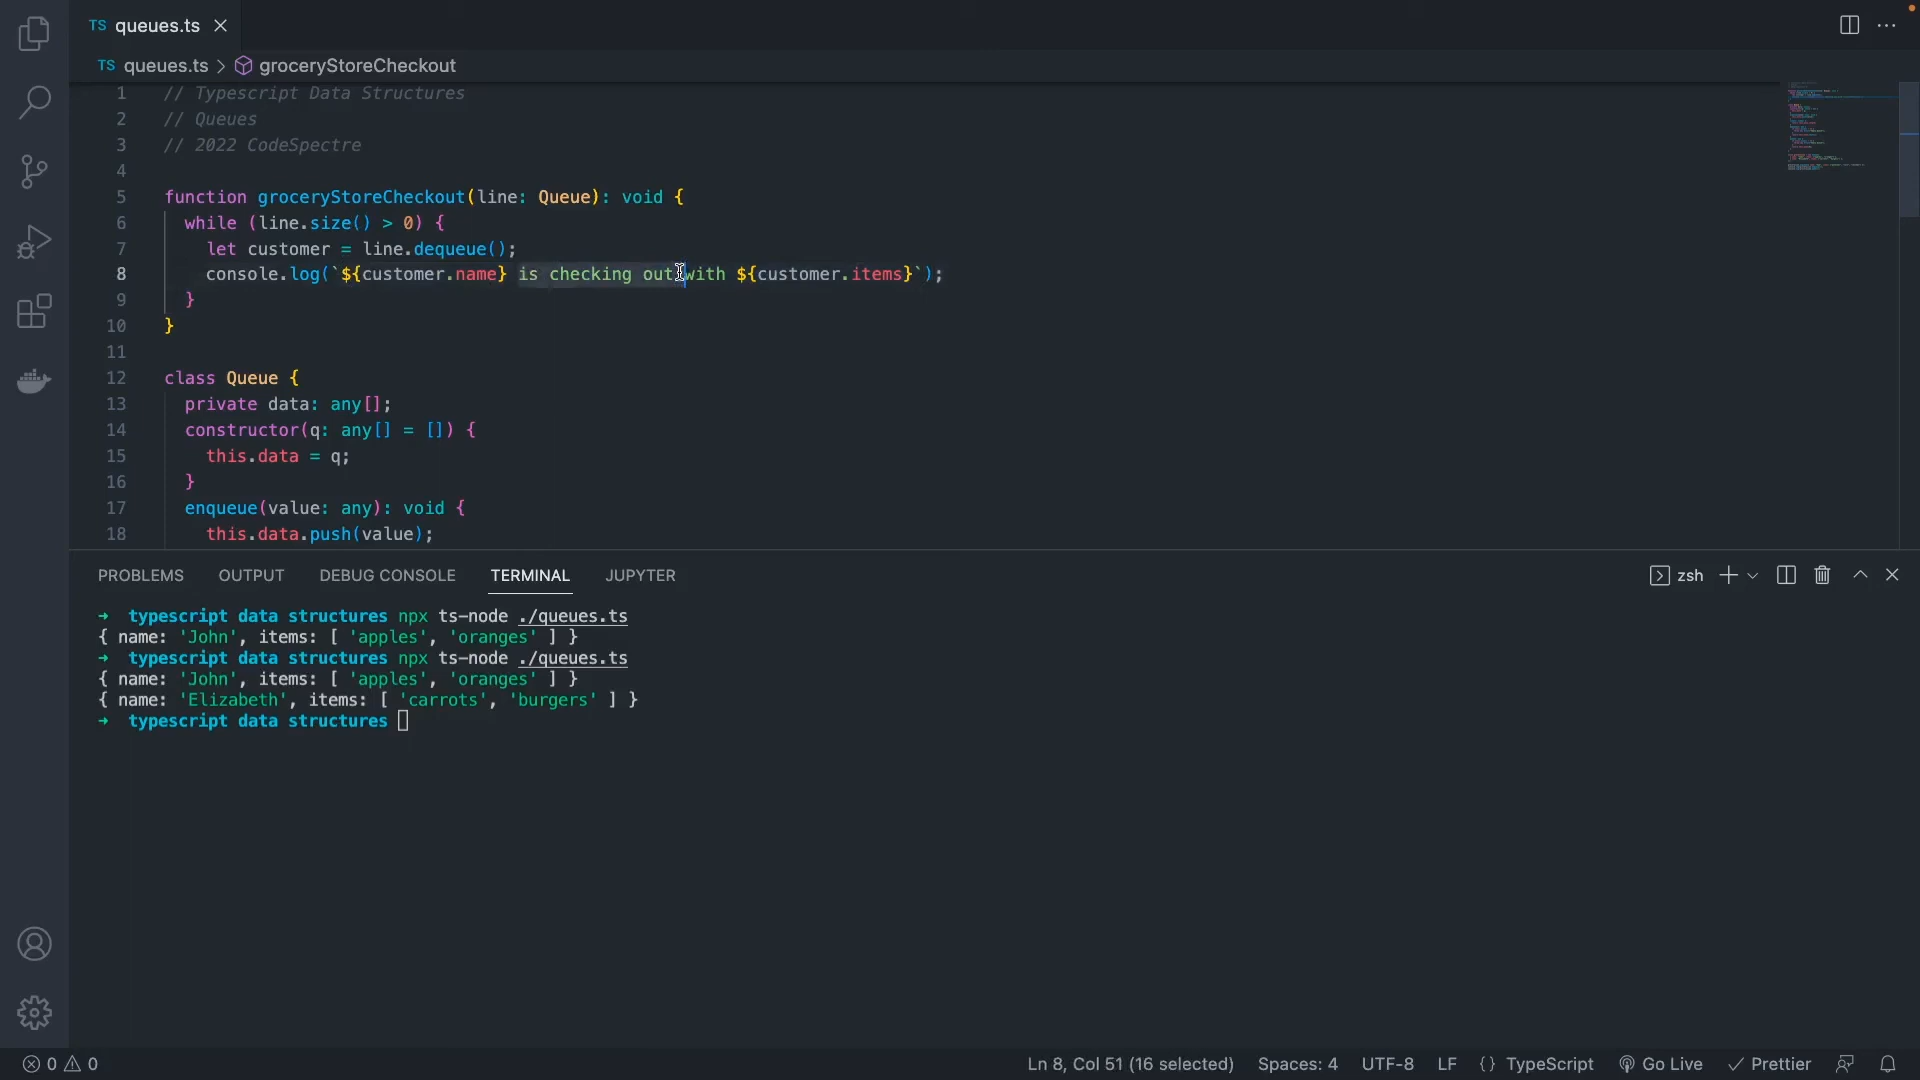 TS queues.ts
TS queues.ts > groceryStoreCheckout
1 // Typescript Data Structures
2 // Queues
3 // 2022 CodeSpectre
4
5 function groceryStoreCheckout(line: Queue): void {
6 while (line.size() > 0) {
7 let customer = line.dequeue();
8 console.log(`${customer.name} is checking out with ${customer.items}`);
9 }
10 }
11
12 class Queue {
13 private data: any[];
14 constructor(q: any[] = []) {
15 this.data = q;
16 }
17 enqueue(value: any): void {
18 this.data.push(value);
PROBLEMS OUTPUT DEBUG CONSOLE TERMINAL JUPYTER zsh
→ typescript data structures npx ts-node ./queues.ts
{ name: 'John', items: [ 'apples', 'oranges' ] }
→ typescript data structures npx ts-node ./queues.ts
{ name: 'John', items: [ 'apples', 'oranges' ] }
{ name: 'Elizabeth', items: [ 'carrots', 'burgers' ] }
→ typescript data structures
0 0 Ln 8, Col 51 (16 selected) Spaces: 4 UTF-8 LF {} TypeScript Go Live Prettier